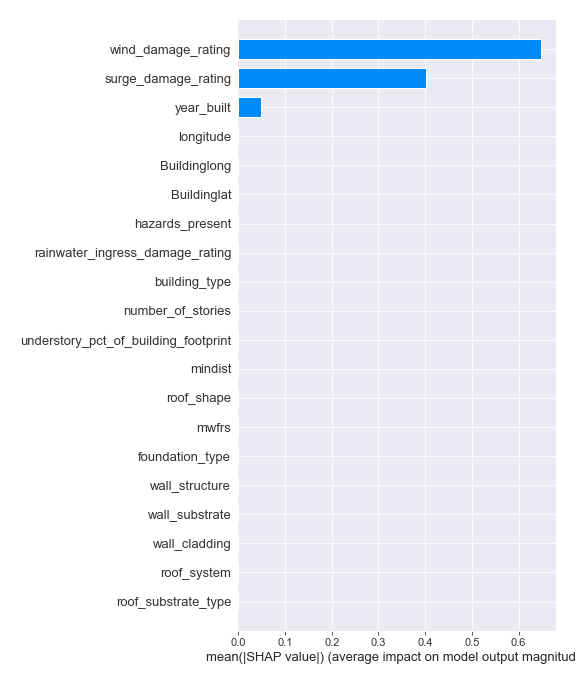 wind_damage_rating
surge_damage_rating
year_built
longitude
Buildinglong
Buildinglat
hazards_present
rainwater_ingress_damage_rating
building_type
number_of_stories
understory_pct_of_building_footprint
mindist
roof_shape
mwfrs
foundation_type
wall_structure
wall_substrate
wall_cladding
roof_system
roof_substrate_type
0.0 0.1 0.2 0.3 0.4 0.5 0.6
mean(|SHAP value|) (average impact on model output magnitud